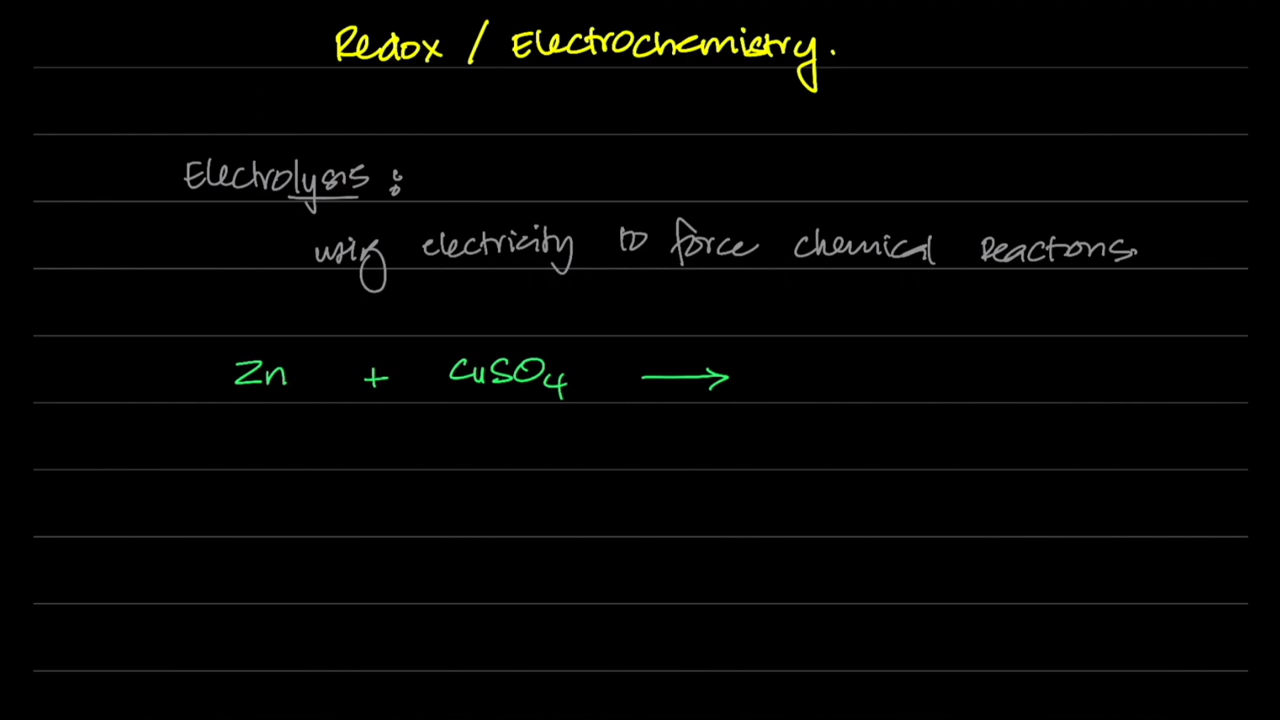 Redox / Electrochemistry.
Electrolysis:
using electricity to force chemical reactions.
Zn + CuSO4 →